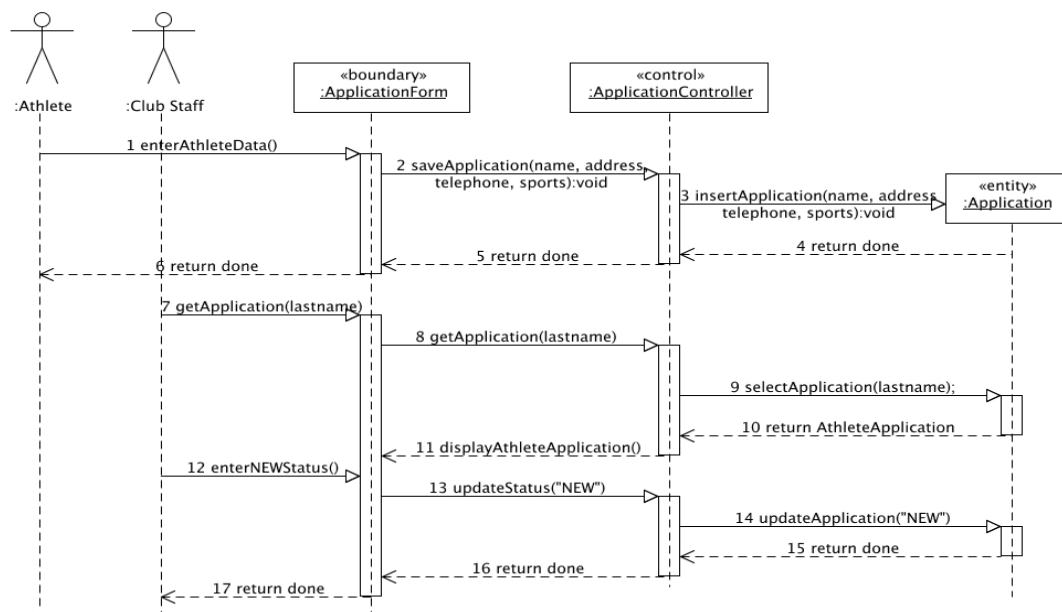 :Athlete
:Club Staff
«boundary»
:ApplicationForm
«control»
:ApplicationController
1 enterAthleteData()
2 saveApplication(name, address,
telephone, sports):void
3 insertApplication(name, address,
telephone, sports):void
«entity»
:Application
4 return done
5 return done
6 return done
7 getApplication(lastname)
8 getApplication(lastname)
9 selectApplication(lastname);
10 return AthleteApplication
11 displayAthleteApplication()
12 enterNEWStatus()
13 updateStatus("NEW")
14 updateApplication("NEW")
15 return done
16 return done
17 return done